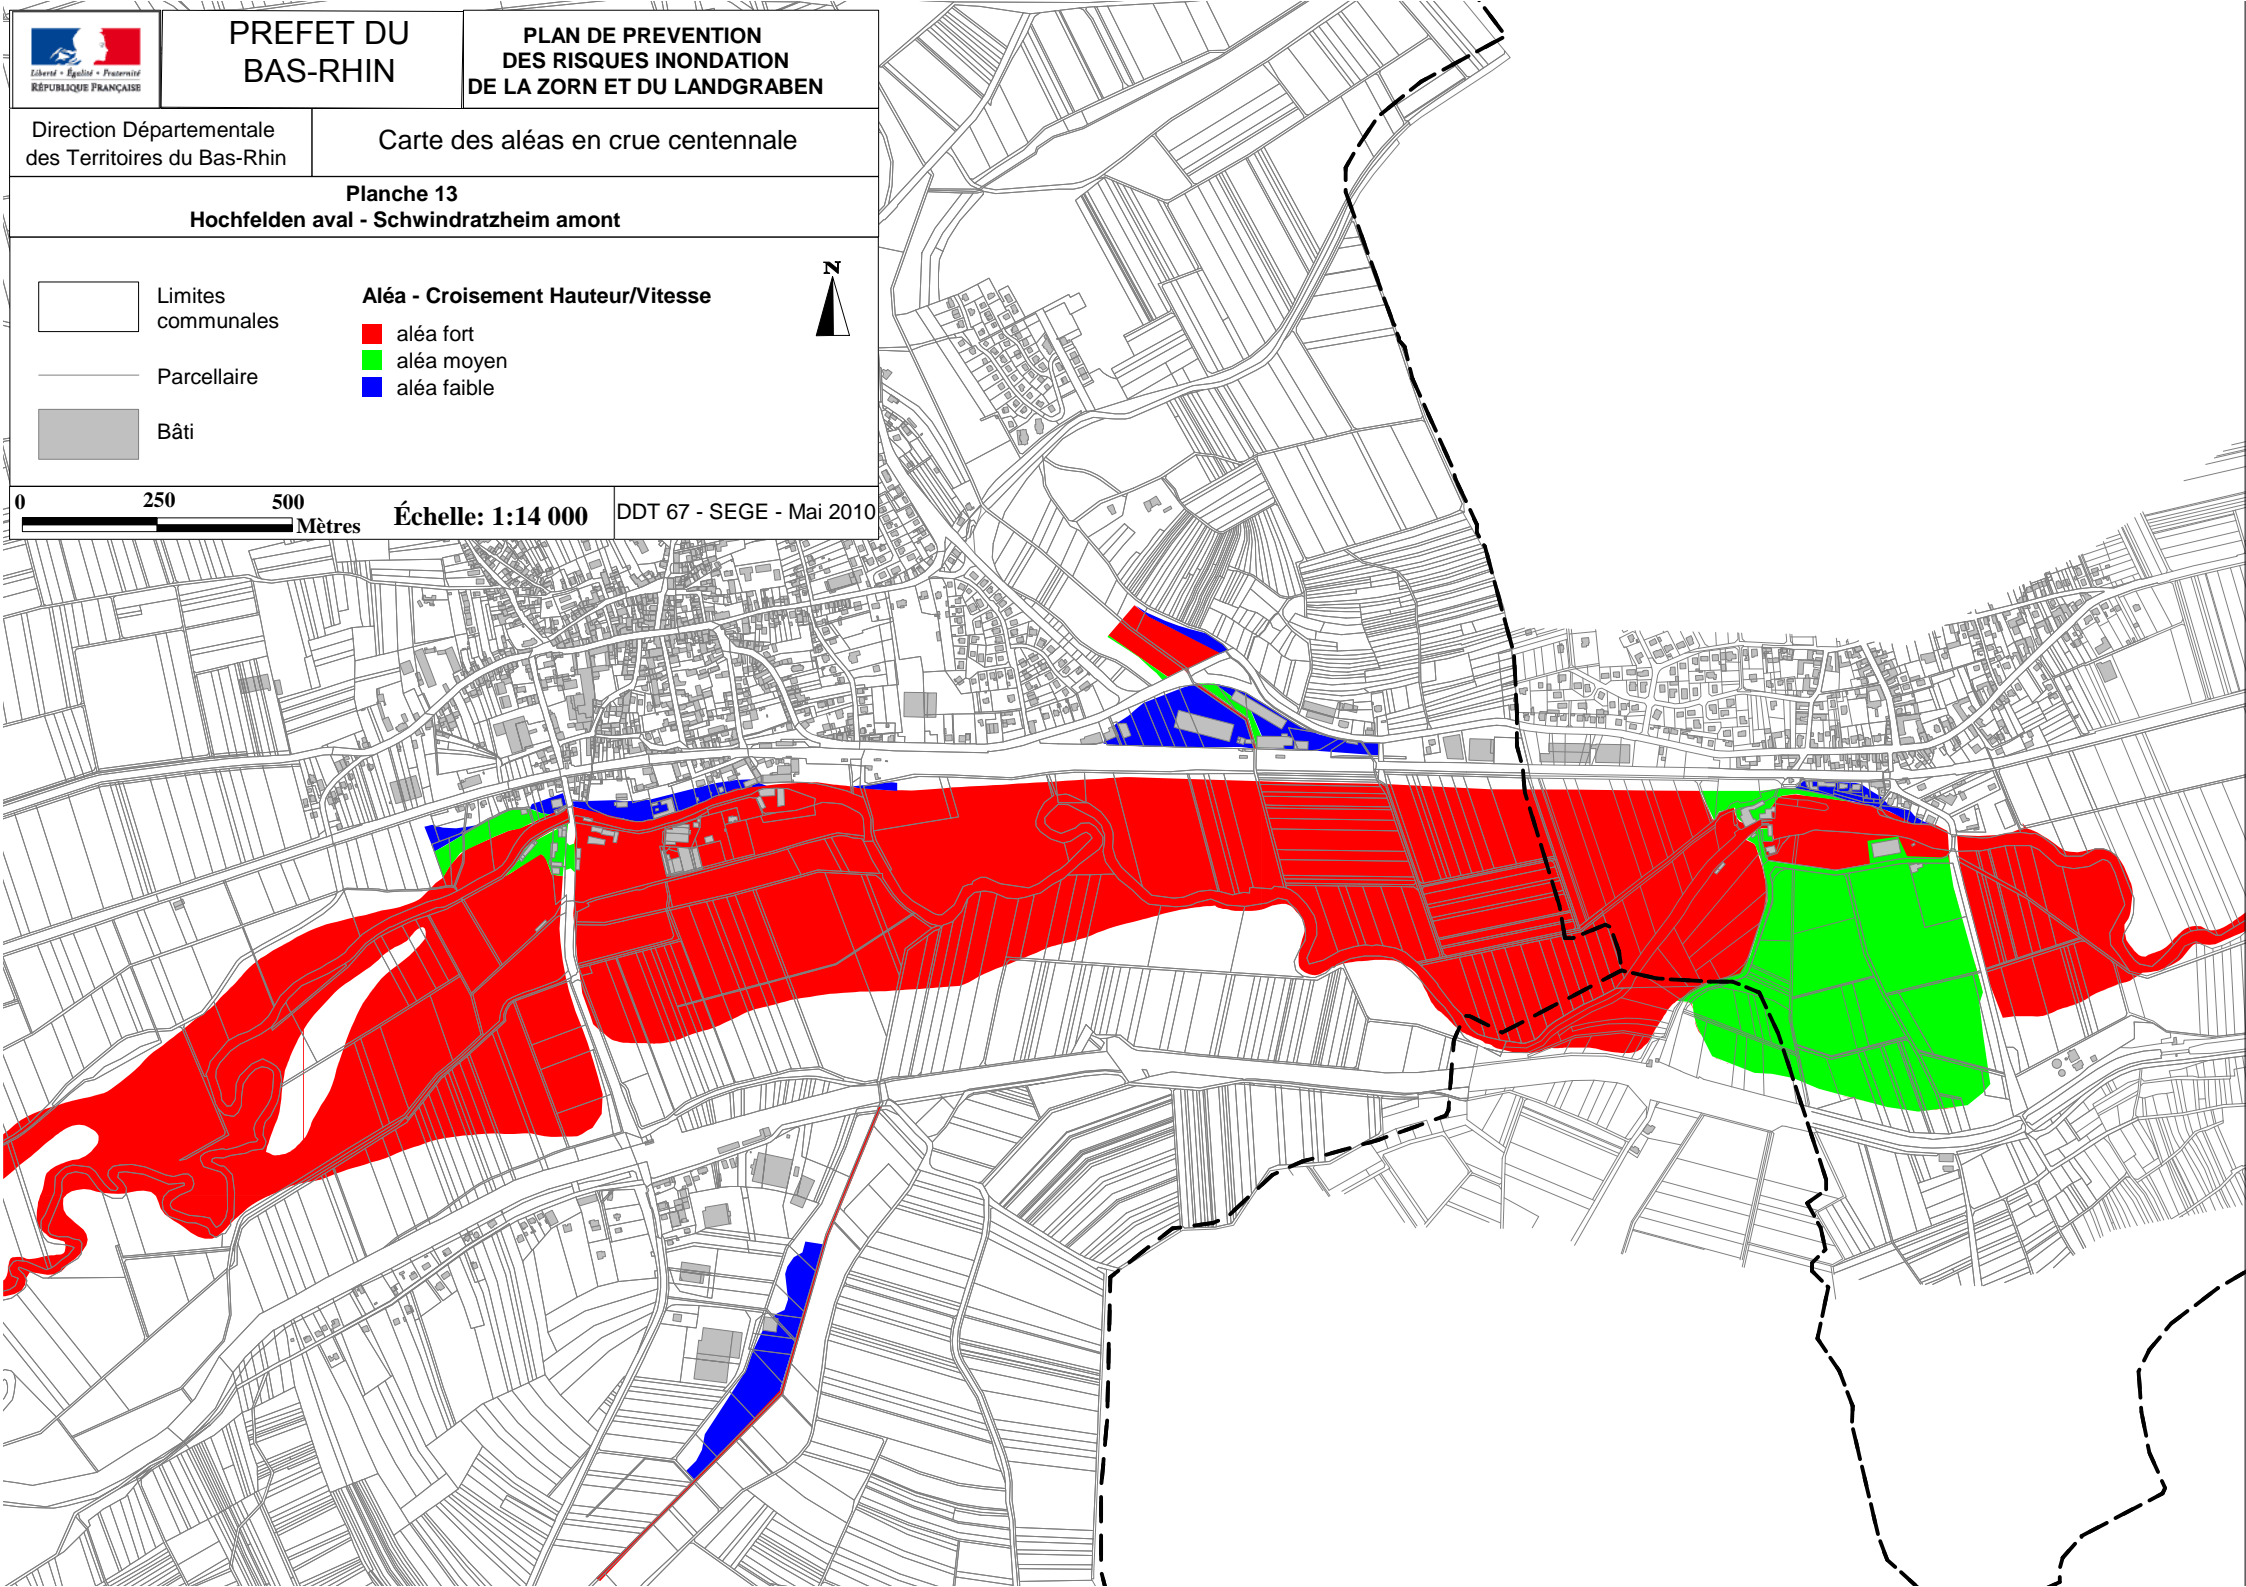 Liberté • Égalité • Fraternité
RÉPUBLIQUE FRANÇAISE
PREFET DU
BAS-RHIN
PLAN DE PREVENTION
DES RISQUES INONDATION
DE LA ZORN ET DU LANDGRABEN
Direction Départementale
des Territoires du Bas-Rhin
Carte des aléas en crue centennale
Planche 13
Hochfelden aval - Schwindratzheim amont
Limites
communales
Parcellaire
Bâti
Aléa - Croisement Hauteur/Vitesse
aléa fort
aléa moyen
aléa faible
N
0 250 500
Mètres
Échelle: 1:14 000
DDT 67 - SEGE - Mai 2010